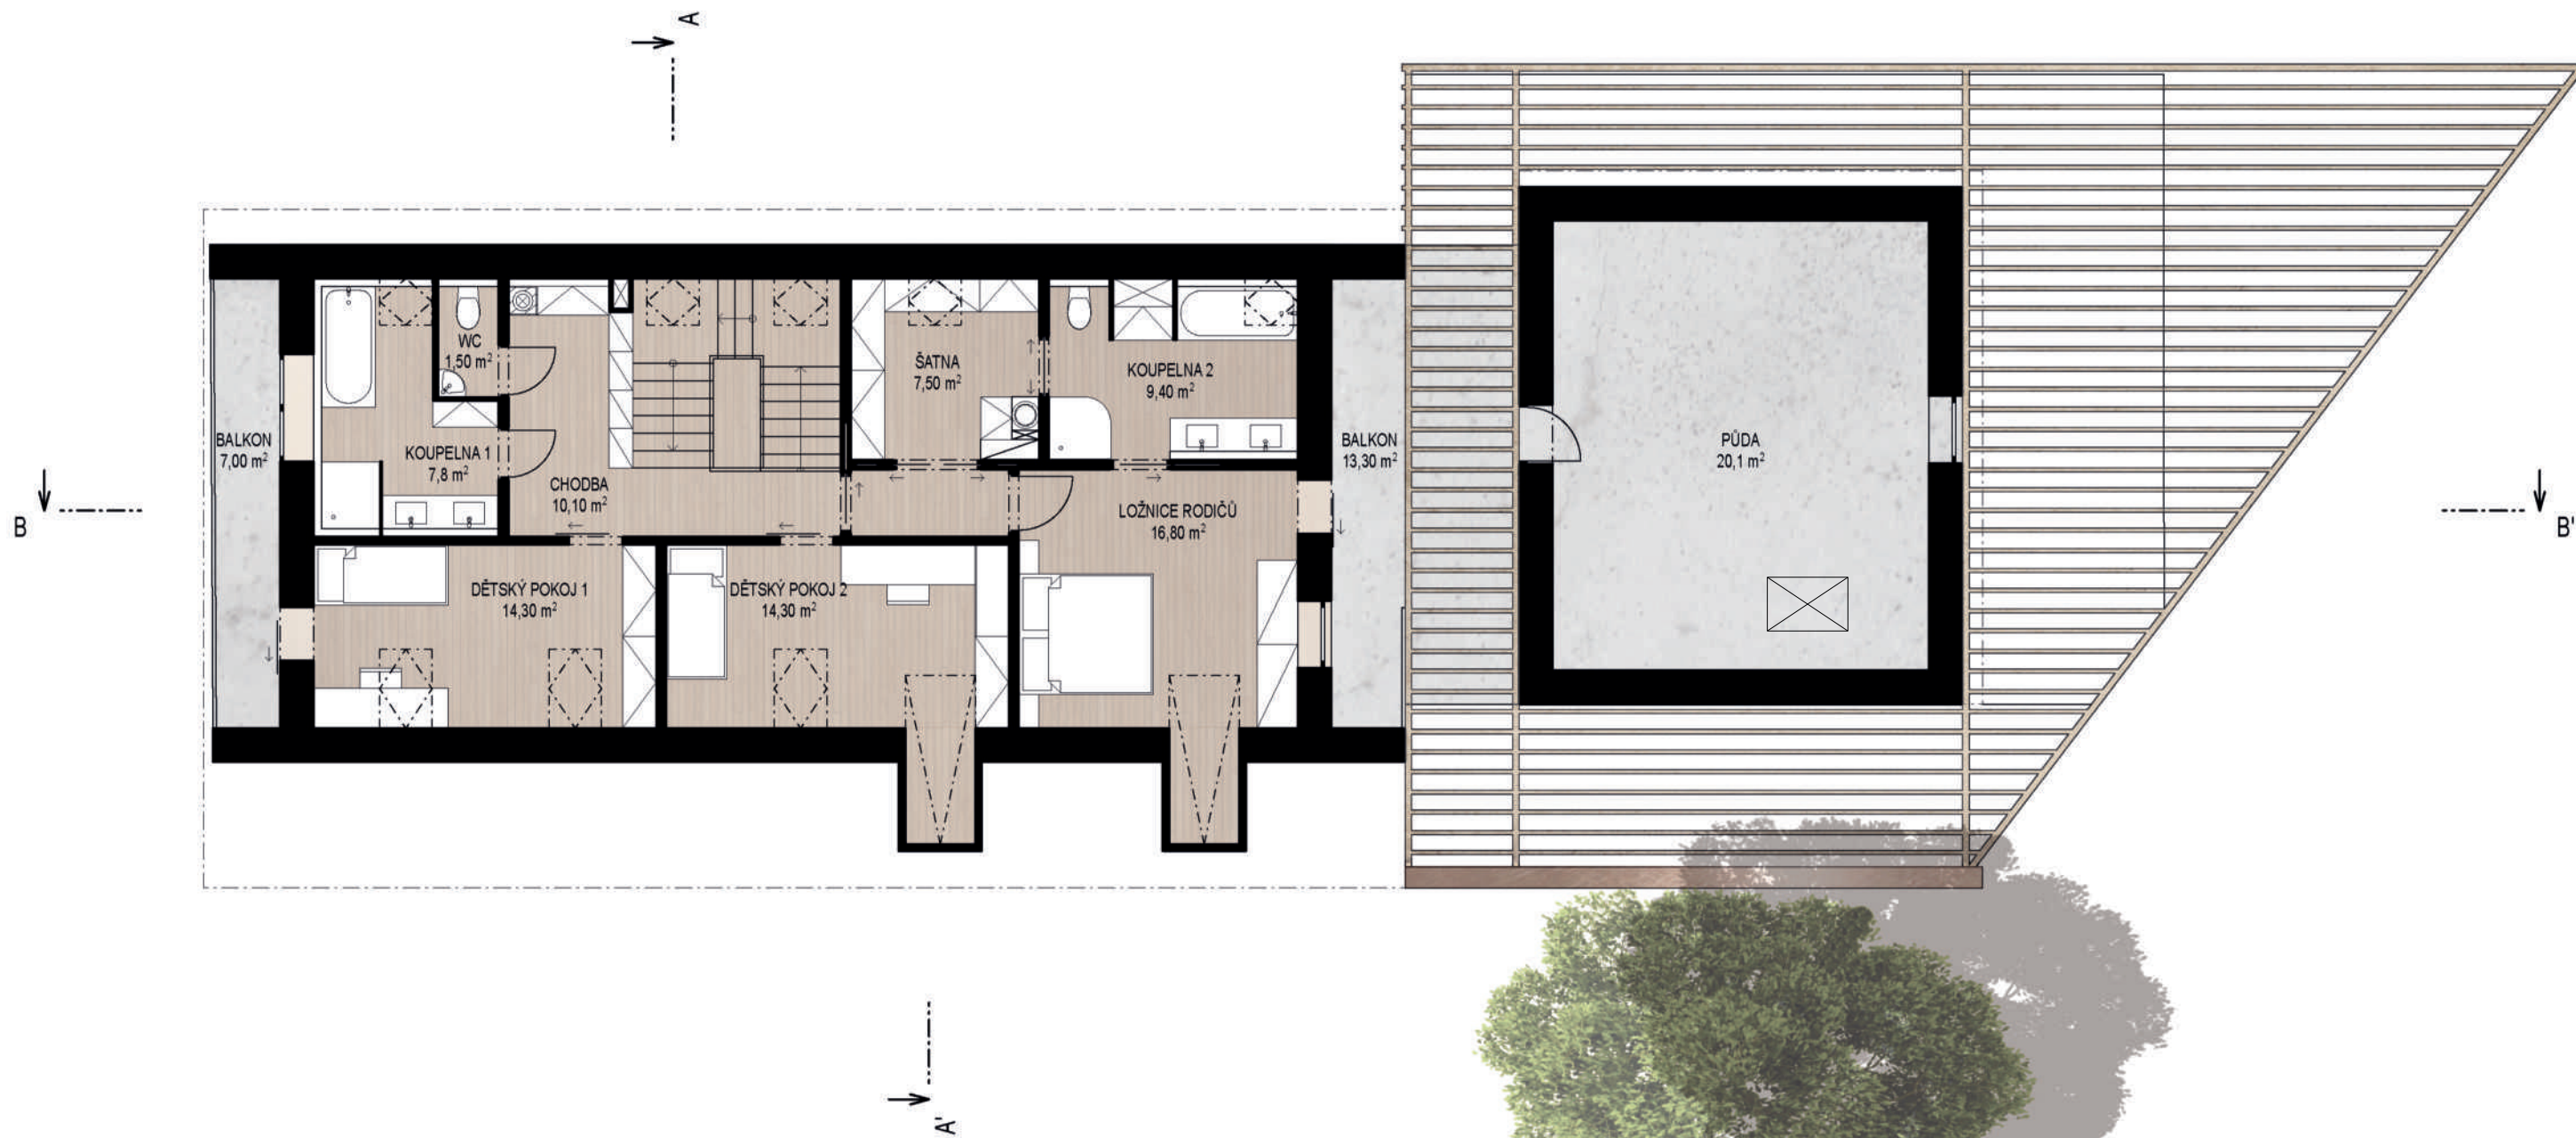 A
WC
1,50 m²
ŠATNA
7,50 m²
KOUPELNA 2
9,40 m²
BALKON
7,00 m²
KOUPELNA 1
7,8 m²
BALKON
13,30 m²
PŮDA
20,1 m²
CHODBA
10,10 m²
LOŽNICE RODIČŮ
16,80 m²
B
B'
DĚTSKÝ POKOJ 1
14,30 m²
DĚTSKÝ POKOJ 2
14,30 m²
A'